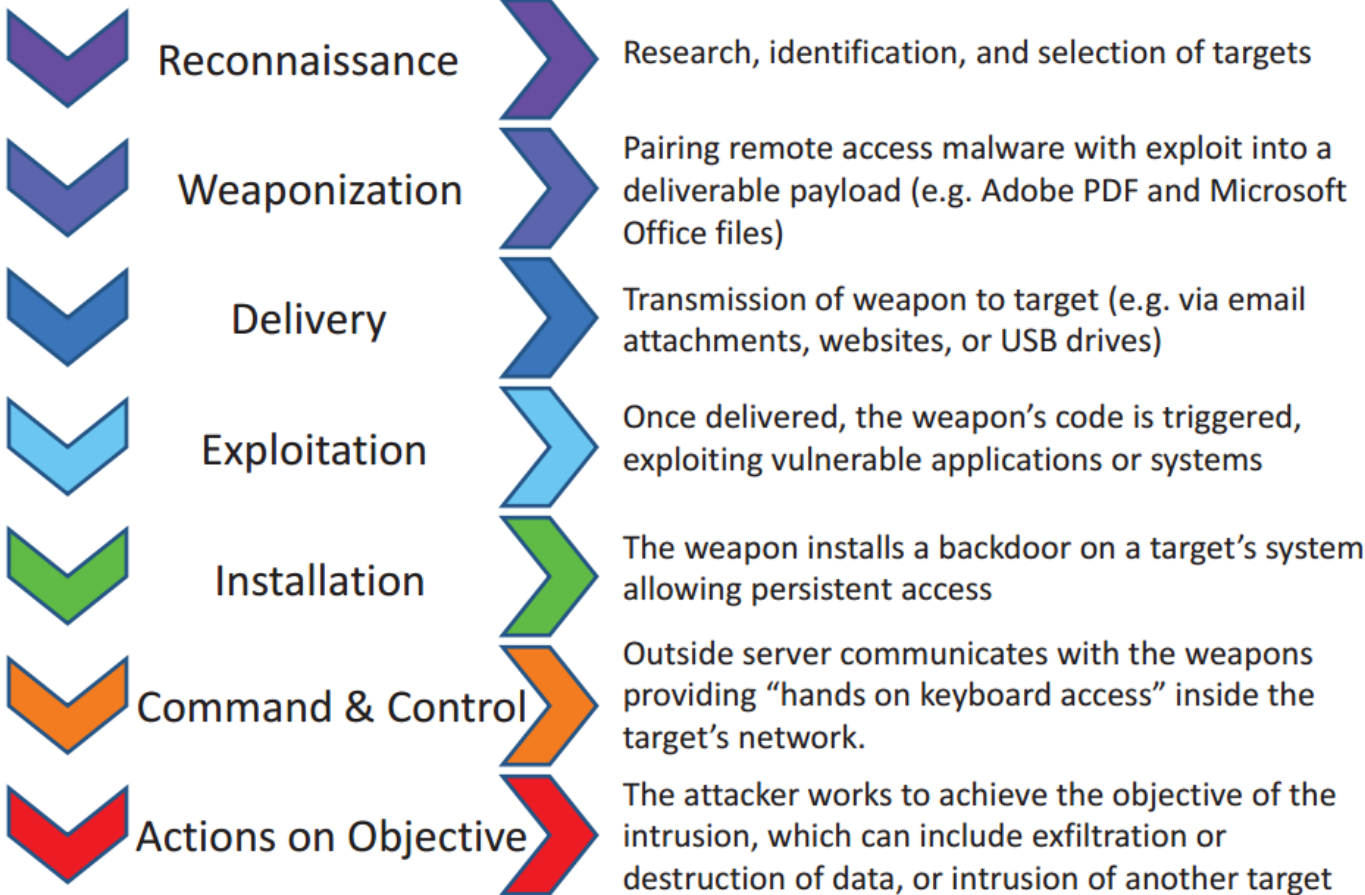 Reconnaissance
Research, identification, and selection of targets
Weaponization
Pairing remote access malware with exploit into a
deliverable payload (e.g. Adobe PDF and Microsoft
Office files)
Delivery
Transmission of weapon to target (e.g. via email
attachments, websites, or USB drives)
Exploitation
Once delivered, the weapon’s code is triggered,
exploiting vulnerable applications or systems
Installation
The weapon installs a backdoor on a target’s system
allowing persistent access
Command & Control
Outside server communicates with the weapons
providing “hands on keyboard access” inside the
target’s network.
Actions on Objective
The attacker works to achieve the objective of the
intrusion, which can include exfiltration or
destruction of data, or intrusion of another target